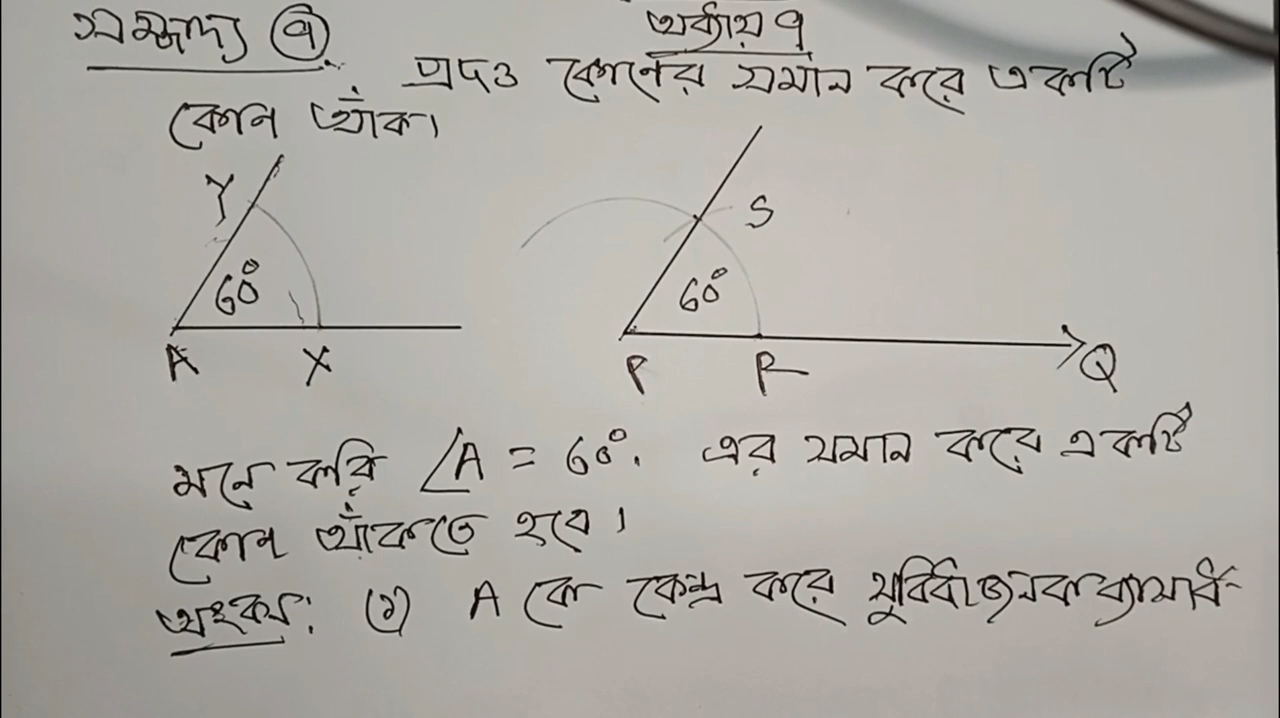 সম্পাদ্য ৭. অধ্যায় ৭
প্রদত্ত কোনের সমান করে একটি
কোন আঁক।
Y S
60° 60°
A X P R Q
মনে করি ∠A = 60°. এর সমান করে একটি
কোন আঁকতে হবে।
অংকন: (১) A কে কেন্দ্র করে সুবিধাজনক ব্যাসার্ধ